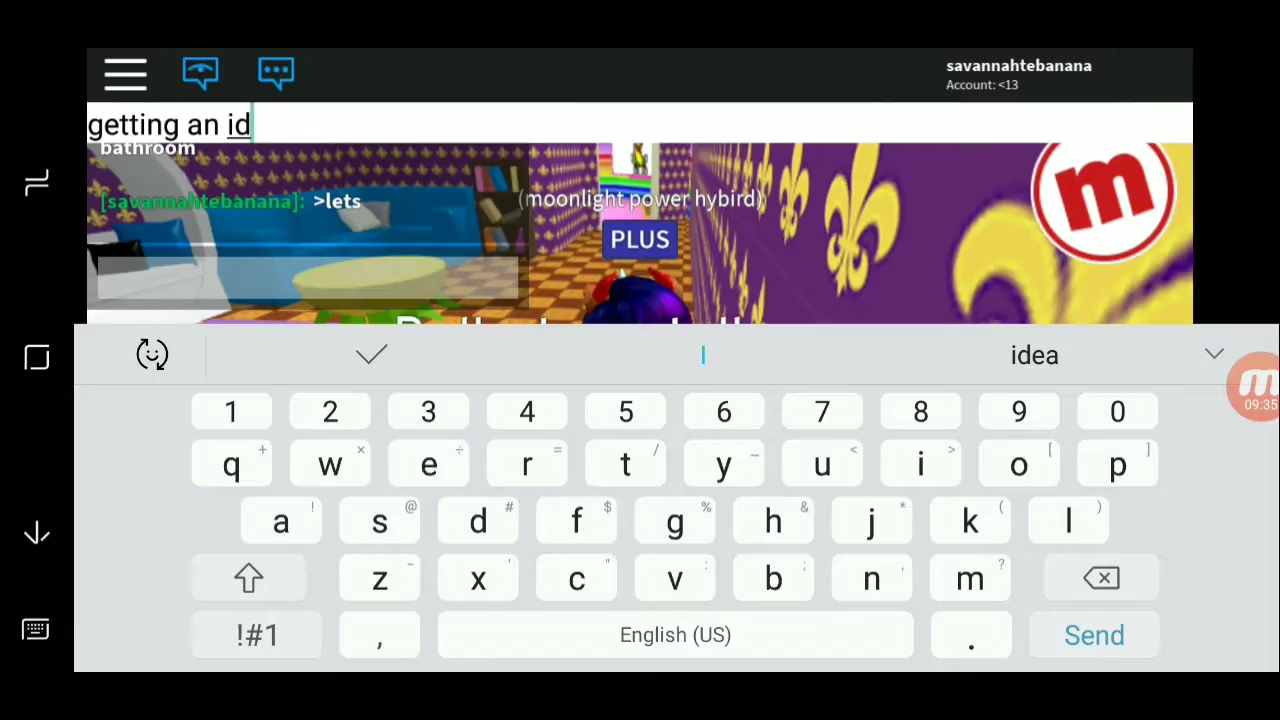 savannahtebanana
Account: <13
getting an id
bathroom
[savannahtebanana]: >lets
(moonlight power hybird)
PLUS
m
I idea
m
09:35
1 2 3 4 5 6 7 8 9 0
q + w × e ÷ r = t / y _ u < i > o [ p ]
a ! s @ d # f $ g % h & j * k ( l )
z - x ' c " v : b ; n , m ?
!#1 , English (US) . Send